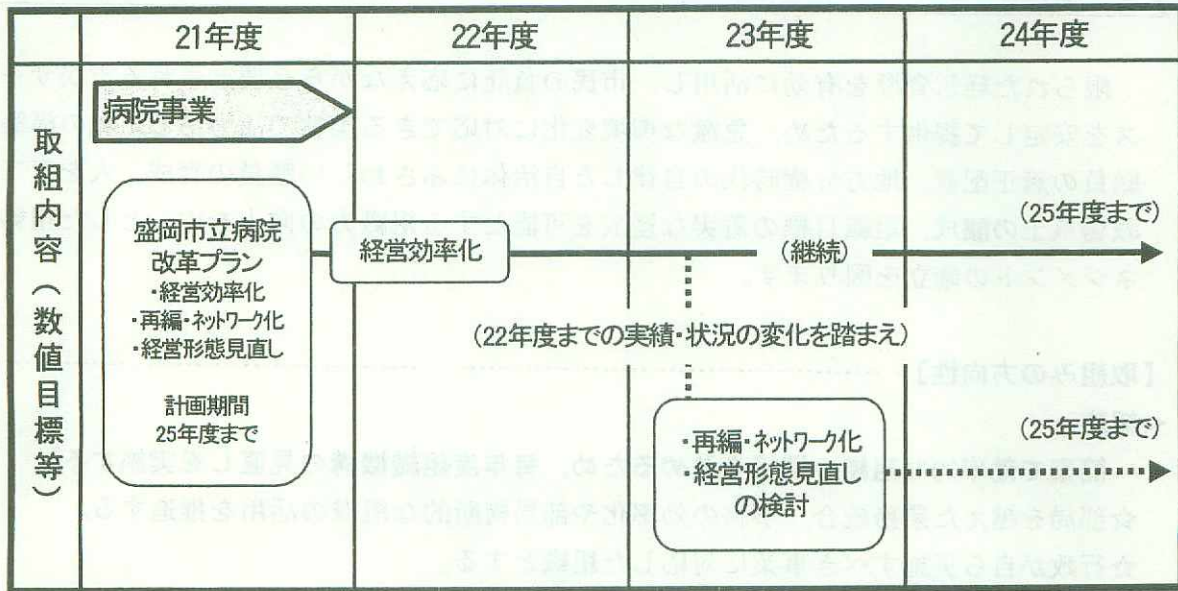 21年度 22年度 23年度 24年度
取組内容（数値目標等）
病院事業
盛岡市立病院
改革プラン
・経営効率化
・再編・ネットワーク化
・経営形態見直し
計画期間
25年度まで
経営効率化
(継続)
(25年度まで)
(22年度までの実績・状況の変化を踏まえ)
・再編・ネットワーク化
・経営形態見直し
の検討
(25年度まで)